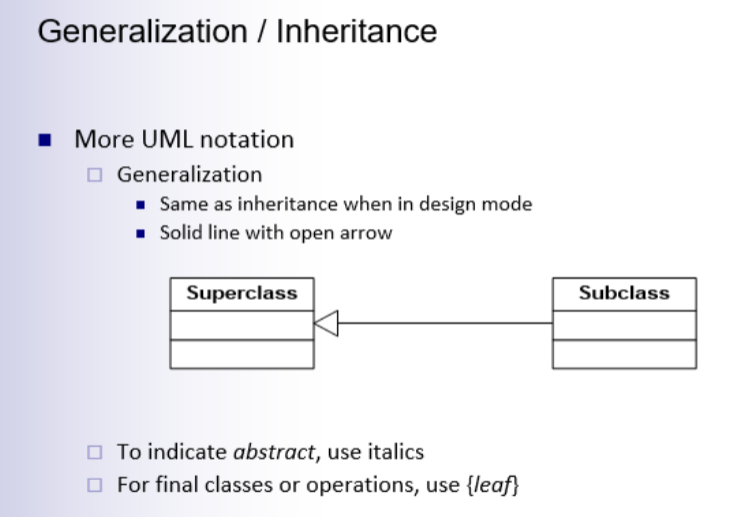 Generalization / Inheritance
More UML notation
Generalization
Same as inheritance when in design mode
Solid line with open arrow
Superclass
Subclass
To indicate abstract, use italics
For final classes or operations, use {leaf}